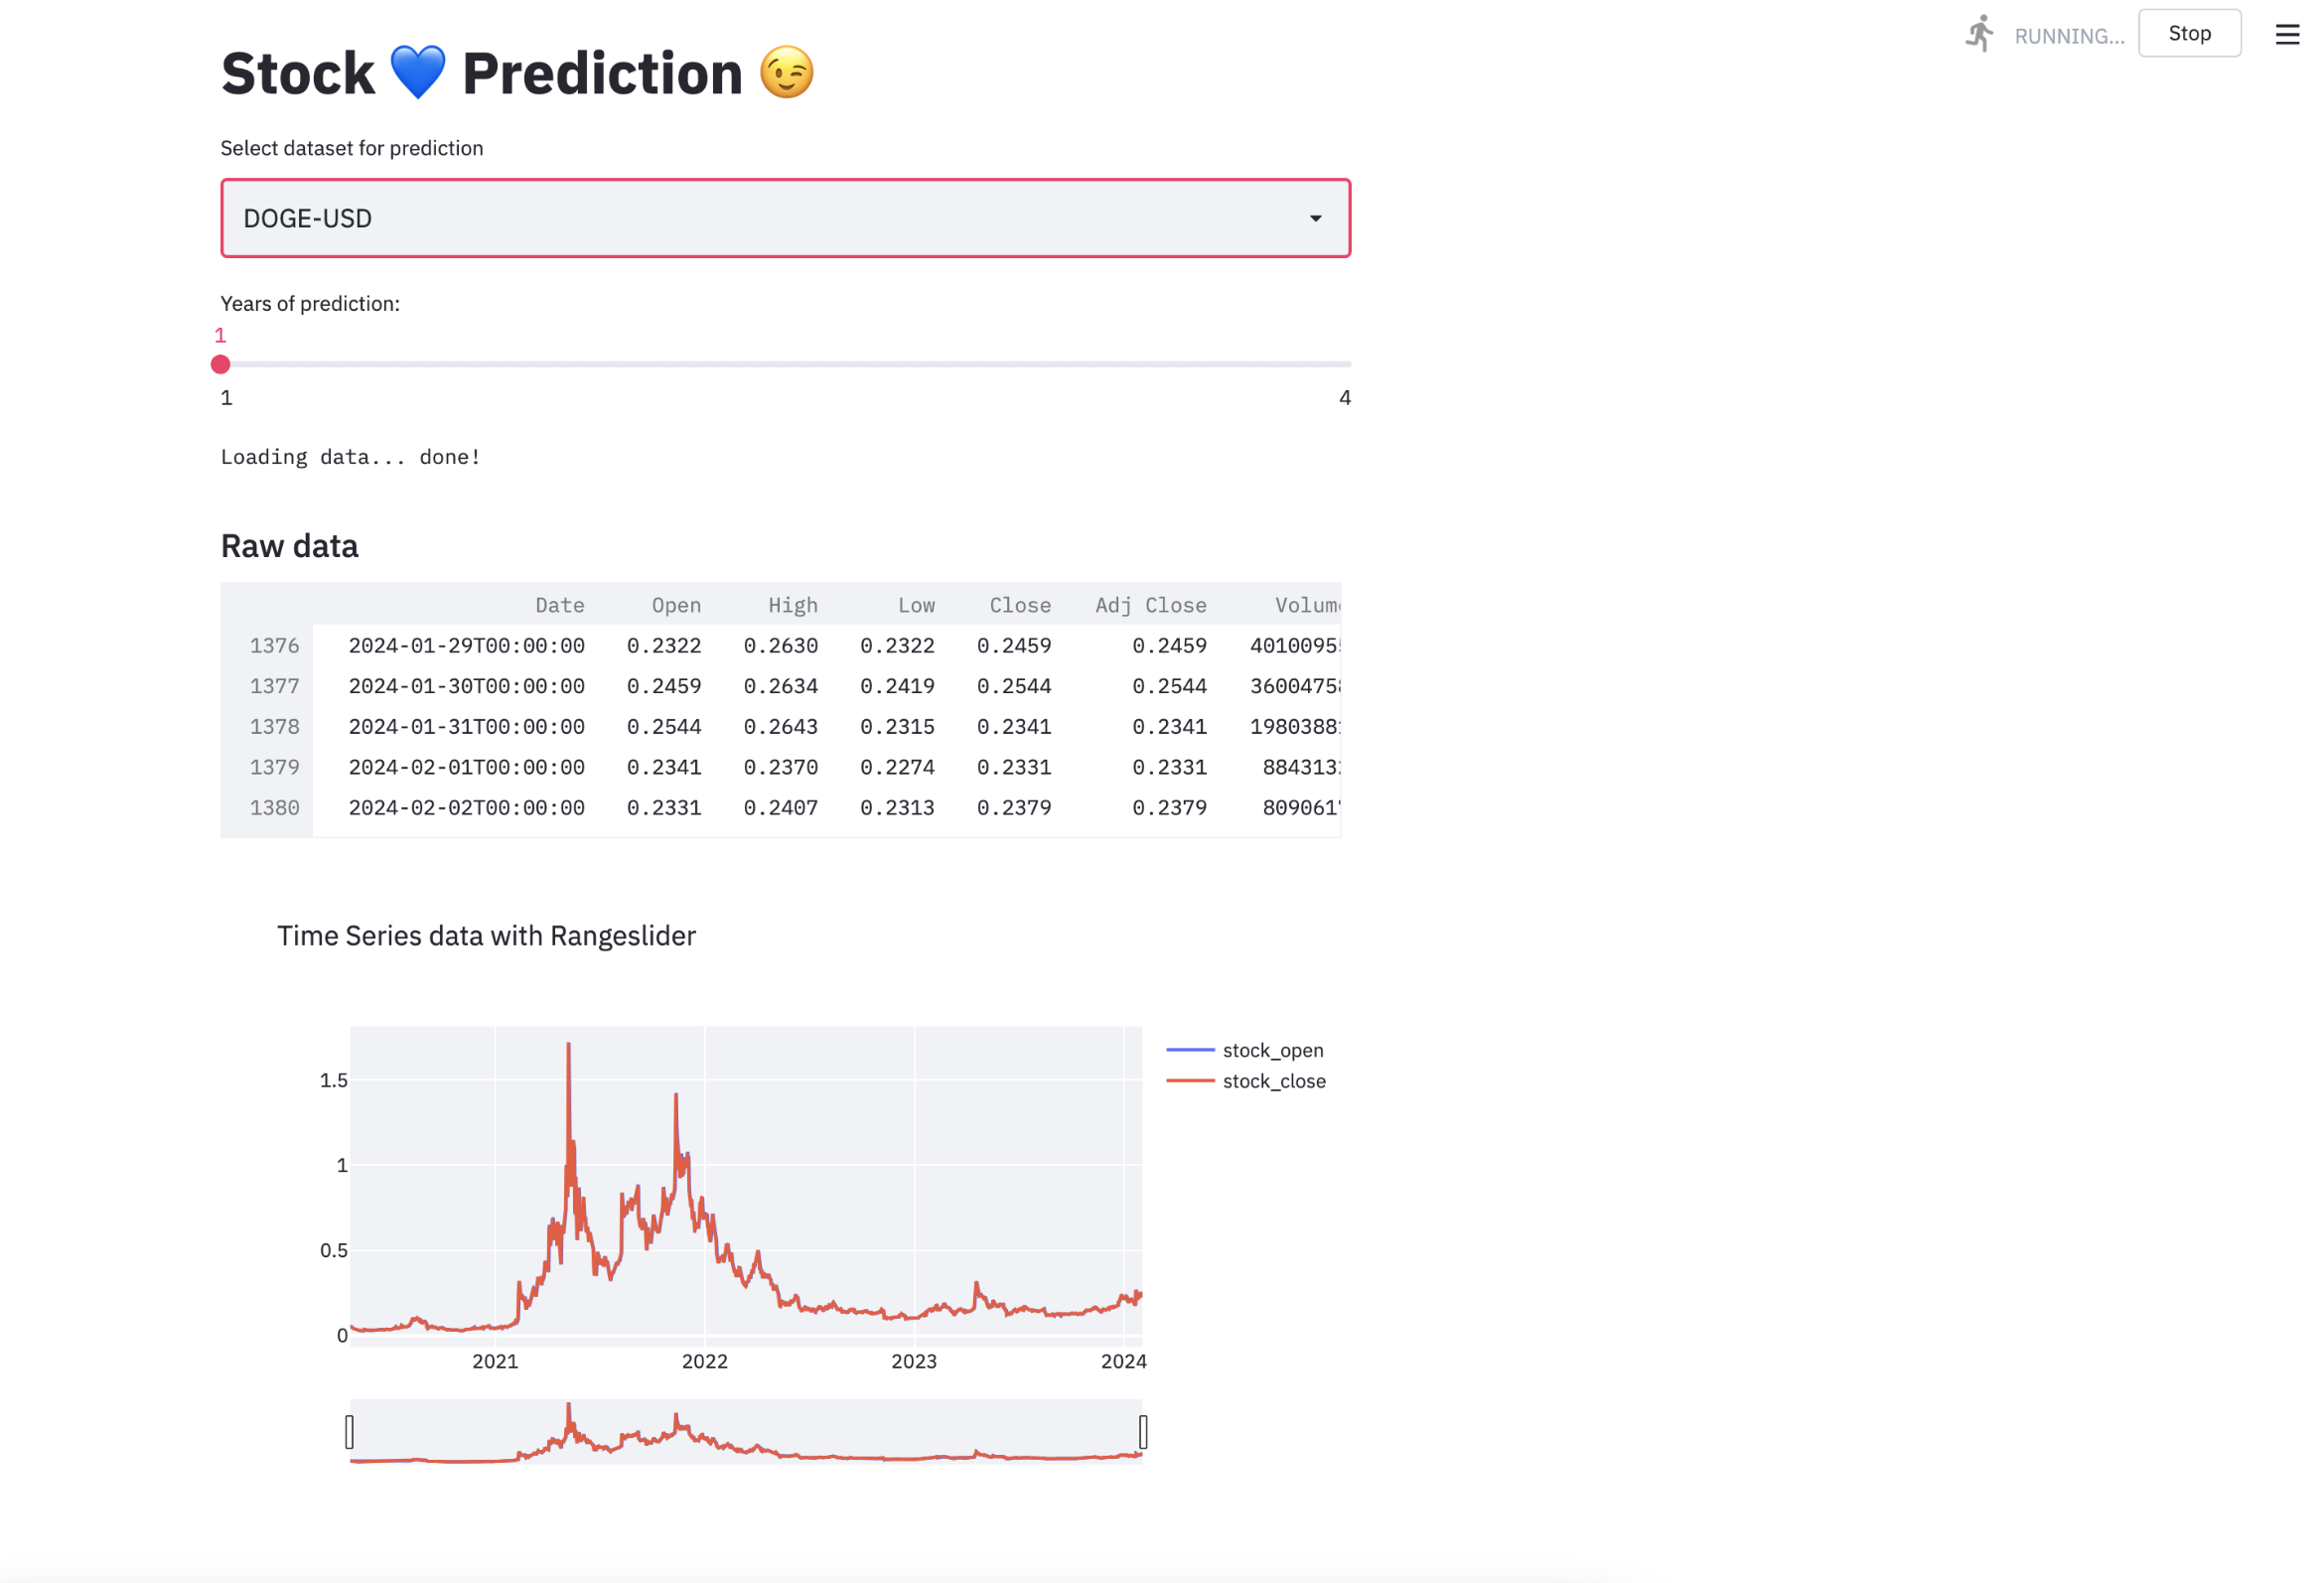 RUNNING...
Stop
Stock 💙 Prediction 😉
Select dataset for prediction
DOGE-USD
Years of prediction:
1
1 4
Loading data... done!
Raw data
Date Open High Low Close Adj Close Volum
1376 2024-01-29T00:00:00 0.2322 0.2630 0.2322 0.2459 0.2459 4010095
1377 2024-01-30T00:00:00 0.2459 0.2634 0.2419 0.2544 0.2544 3600475
1378 2024-01-31T00:00:00 0.2544 0.2643 0.2315 0.2341 0.2341 1980388
1379 2024-02-01T00:00:00 0.2341 0.2370 0.2274 0.2331 0.2331 884313
1380 2024-02-02T00:00:00 0.2331 0.2407 0.2313 0.2379 0.2379 809061
Time Series data with Rangeslider
stock_open
stock_close
1.5
1
0.5
0
2021 2022 2023 2024